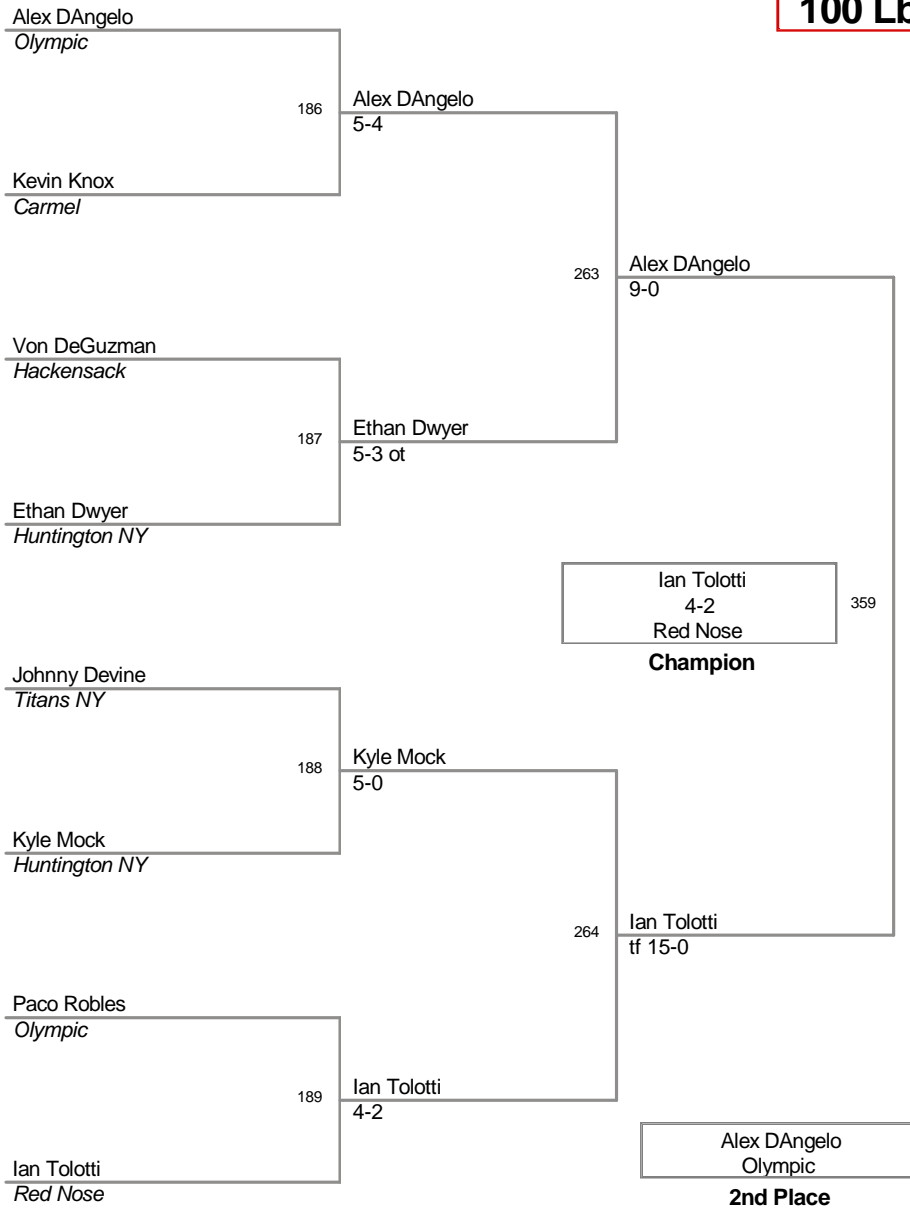 100 Lb
Alex DAngelo
Olympic
186
Alex DAngelo
5-4
Kevin Knox
Carmel
263
Alex DAngelo
9-0
Von DeGuzman
Hackensack
187
Ethan Dwyer
5-3 ot
Ethan Dwyer
Huntington NY
Ian Tolotti
4-2
Red Nose
359
Champion
Johnny Devine
Titans NY
188
Kyle Mock
5-0
Kyle Mock
Huntington NY
264
Ian Tolotti
tf 15-0
Paco Robles
Olympic
189
Ian Tolotti
4-2
Ian Tolotti
Red Nose
Alex DAngelo
Olympic
2nd Place